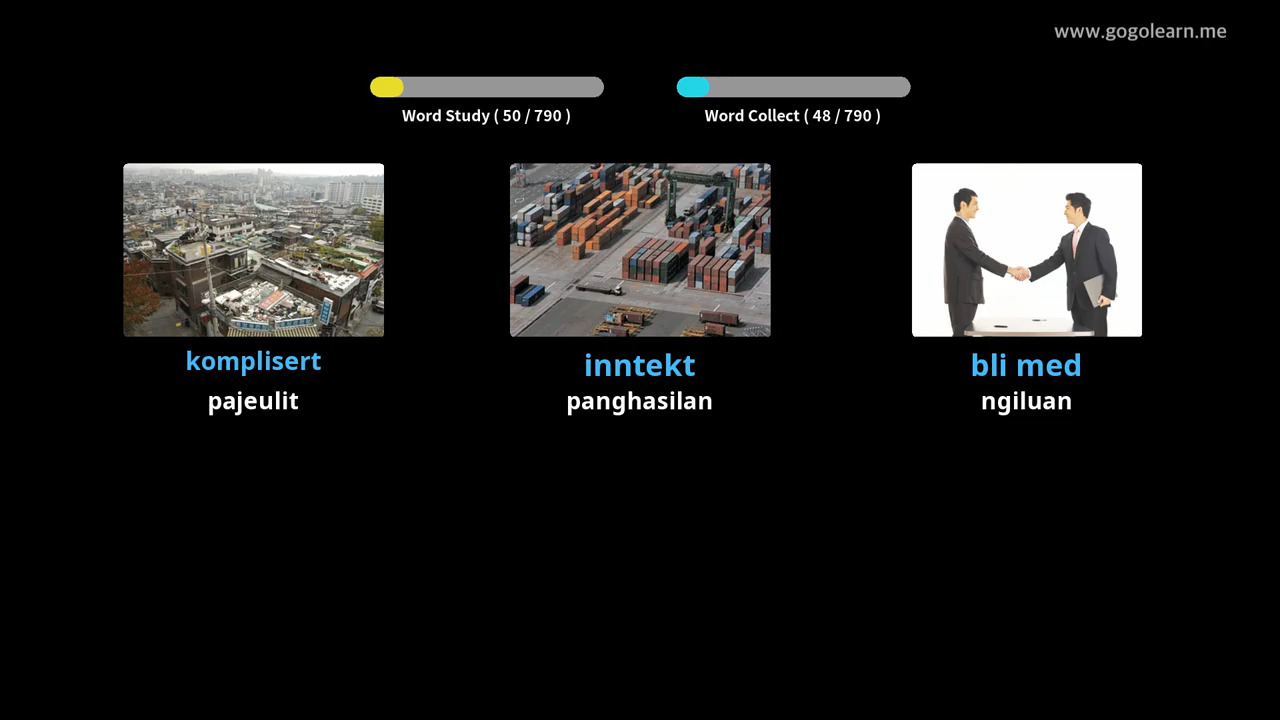 www.gogolearn.me
Word Study ( 50 / 790 )
Word Collect ( 48 / 790 )
komplisert
inntekt
bli med
pajeulit
panghasilan
ngiluan